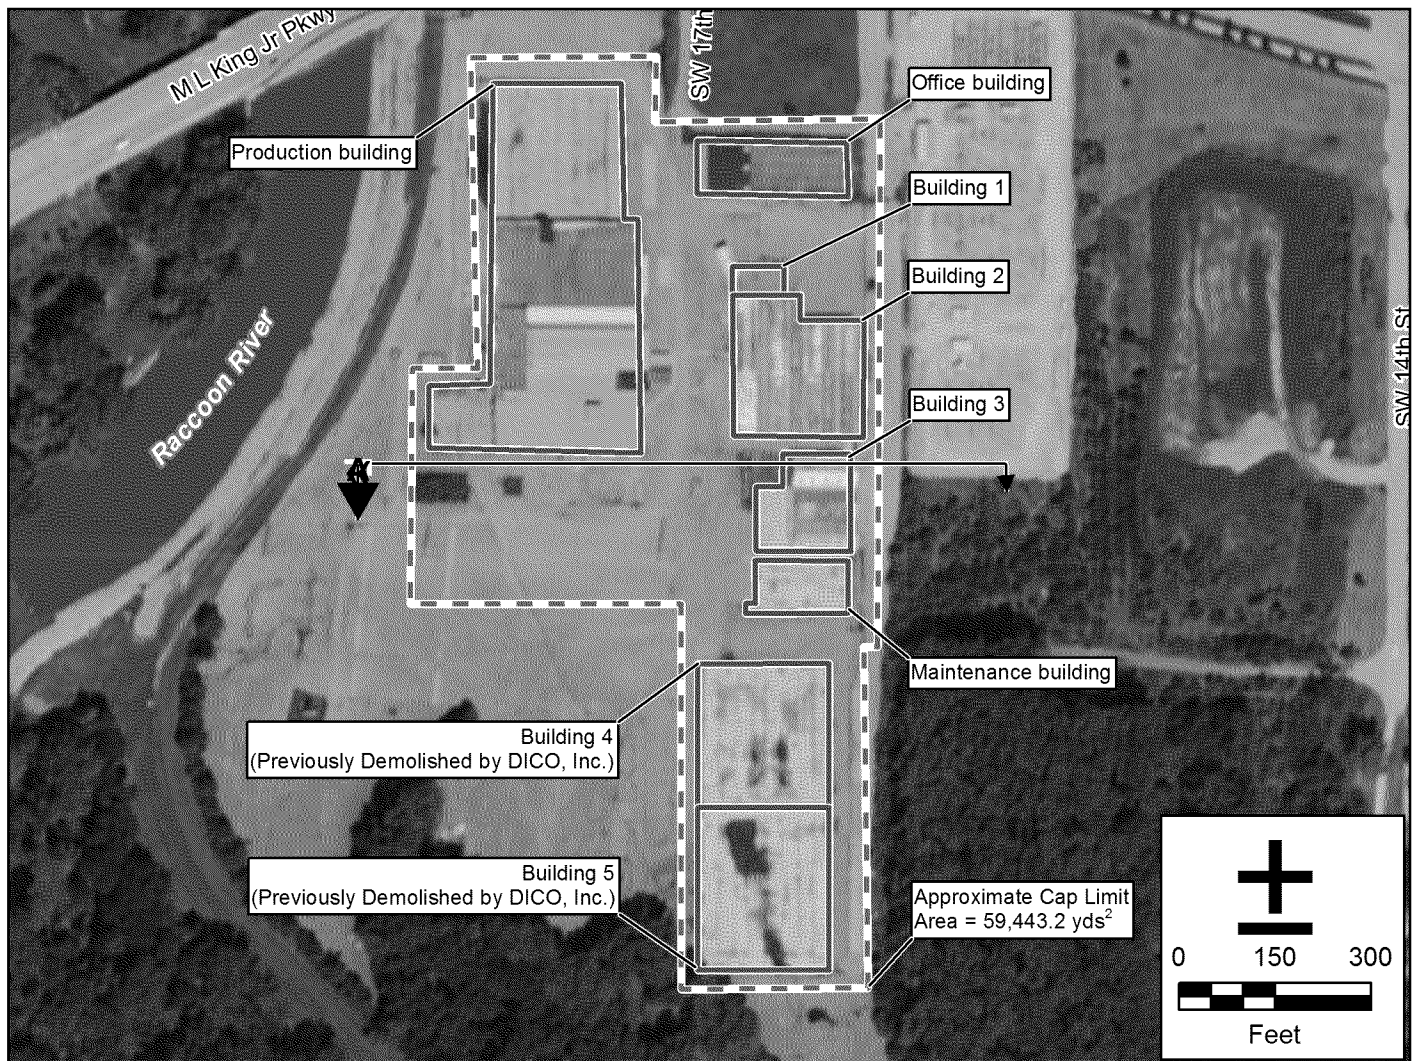 M L King Jr Pkwy
SW 17th
Office building
Production building
Building 1
Building 2
Raccoon River
SW 14th St
Building 3
Maintenance building
Building 4
(Previously Demolished by DICO, Inc.)
Building 5
(Previously Demolished by DICO, Inc.)
Approximate Cap Limit
Area = 59,443.2 yds²
0 150 300
Feet